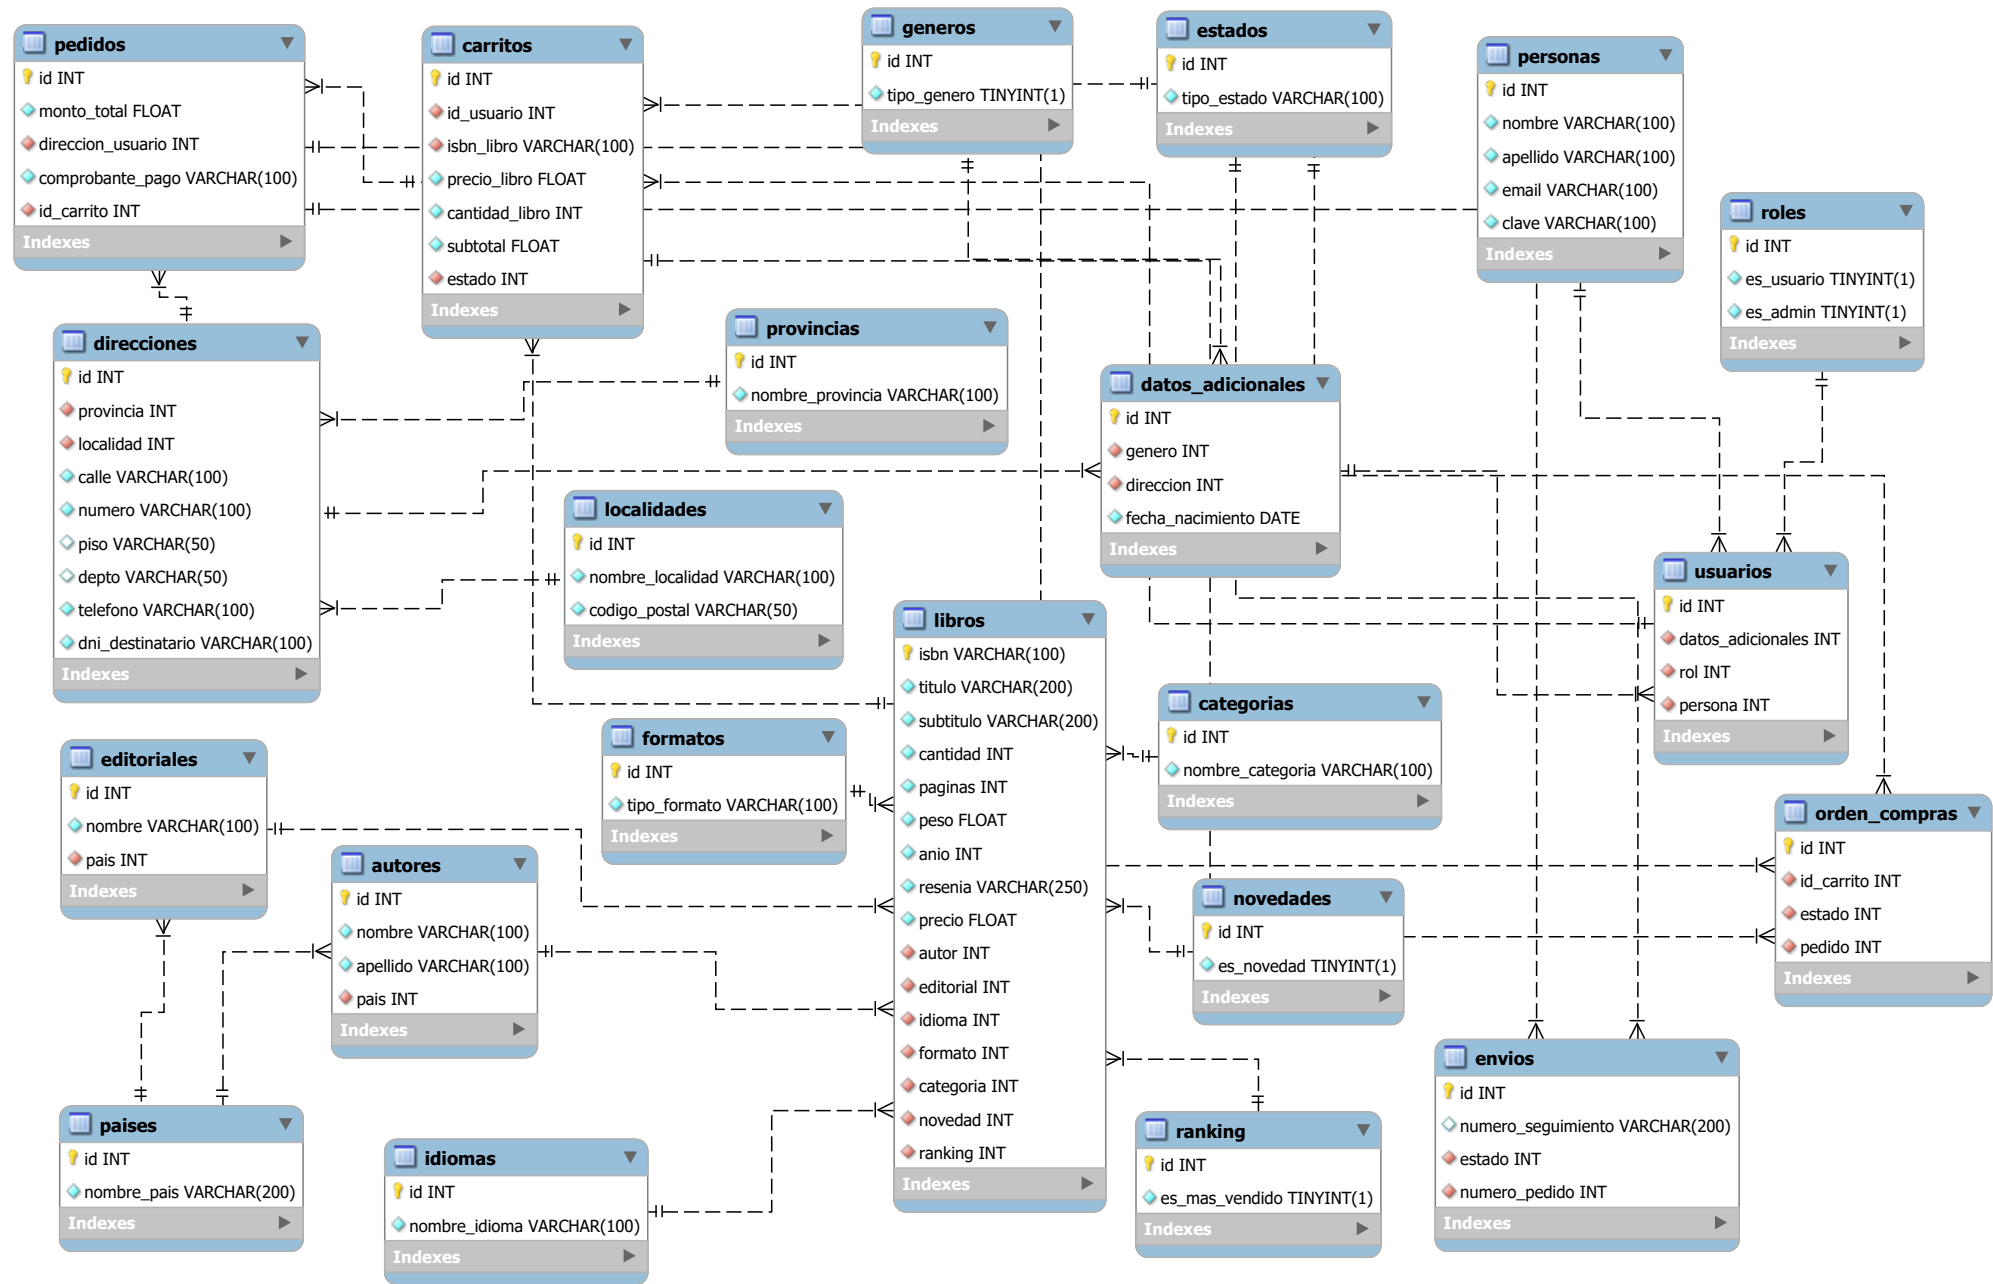 pedidos
id INT
monto_total FLOAT
direccion_usuario INT
comprobante_pago VARCHAR(100)
id_carrito INT
Indexes
carritos
id INT
id_usuario INT
isbn_libro VARCHAR(100)
precio_libro FLOAT
cantidad_libro INT
subtotal FLOAT
estado INT
Indexes
generos
id INT
tipo_genero TINYINT(1)
Indexes
estados
id INT
tipo_estado VARCHAR(100)
Indexes
personas
id INT
nombre VARCHAR(100)
apellido VARCHAR(100)
email VARCHAR(100)
clave VARCHAR(100)
Indexes
roles
id INT
es_usuario TINYINT(1)
es_admin TINYINT(1)
Indexes
direcciones
id INT
provincia INT
localidad INT
calle VARCHAR(100)
numero VARCHAR(100)
piso VARCHAR(50)
depto VARCHAR(50)
telefono VARCHAR(100)
dni_destinatario VARCHAR(100)
Indexes
provincias
id INT
nombre_provincia VARCHAR(100)
Indexes
datos_adicionales
id INT
genero INT
direccion INT
fecha_nacimiento DATE
Indexes
localidades
id INT
nombre_localidad VARCHAR(100)
codigo_postal VARCHAR(50)
Indexes
usuarios
id INT
datos_adicionales INT
rol INT
persona INT
Indexes
libros
isbn VARCHAR(100)
titulo VARCHAR(200)
subtitulo VARCHAR(200)
cantidad INT
paginas INT
peso FLOAT
anio INT
resenia VARCHAR(250)
precio FLOAT
autor INT
editorial INT
idioma INT
formato INT
categoria INT
novedad INT
ranking INT
Indexes
categorias
id INT
nombre_categoria VARCHAR(100)
Indexes
formatos
id INT
tipo_formato VARCHAR(100)
Indexes
editoriales
id INT
nombre VARCHAR(100)
pais INT
Indexes
autores
id INT
nombre VARCHAR(100)
apellido VARCHAR(100)
pais INT
Indexes
novedades
id INT
es_novedad TINYINT(1)
Indexes
orden_compras
id INT
id_carrito INT
estado INT
pedido INT
Indexes
paises
id INT
nombre_pais VARCHAR(200)
Indexes
idiomas
id INT
nombre_idioma VARCHAR(100)
Indexes
ranking
id INT
es_mas_vendido TINYINT(1)
Indexes
envios
id INT
numero_seguimiento VARCHAR(200)
estado INT
numero_pedido INT
Indexes